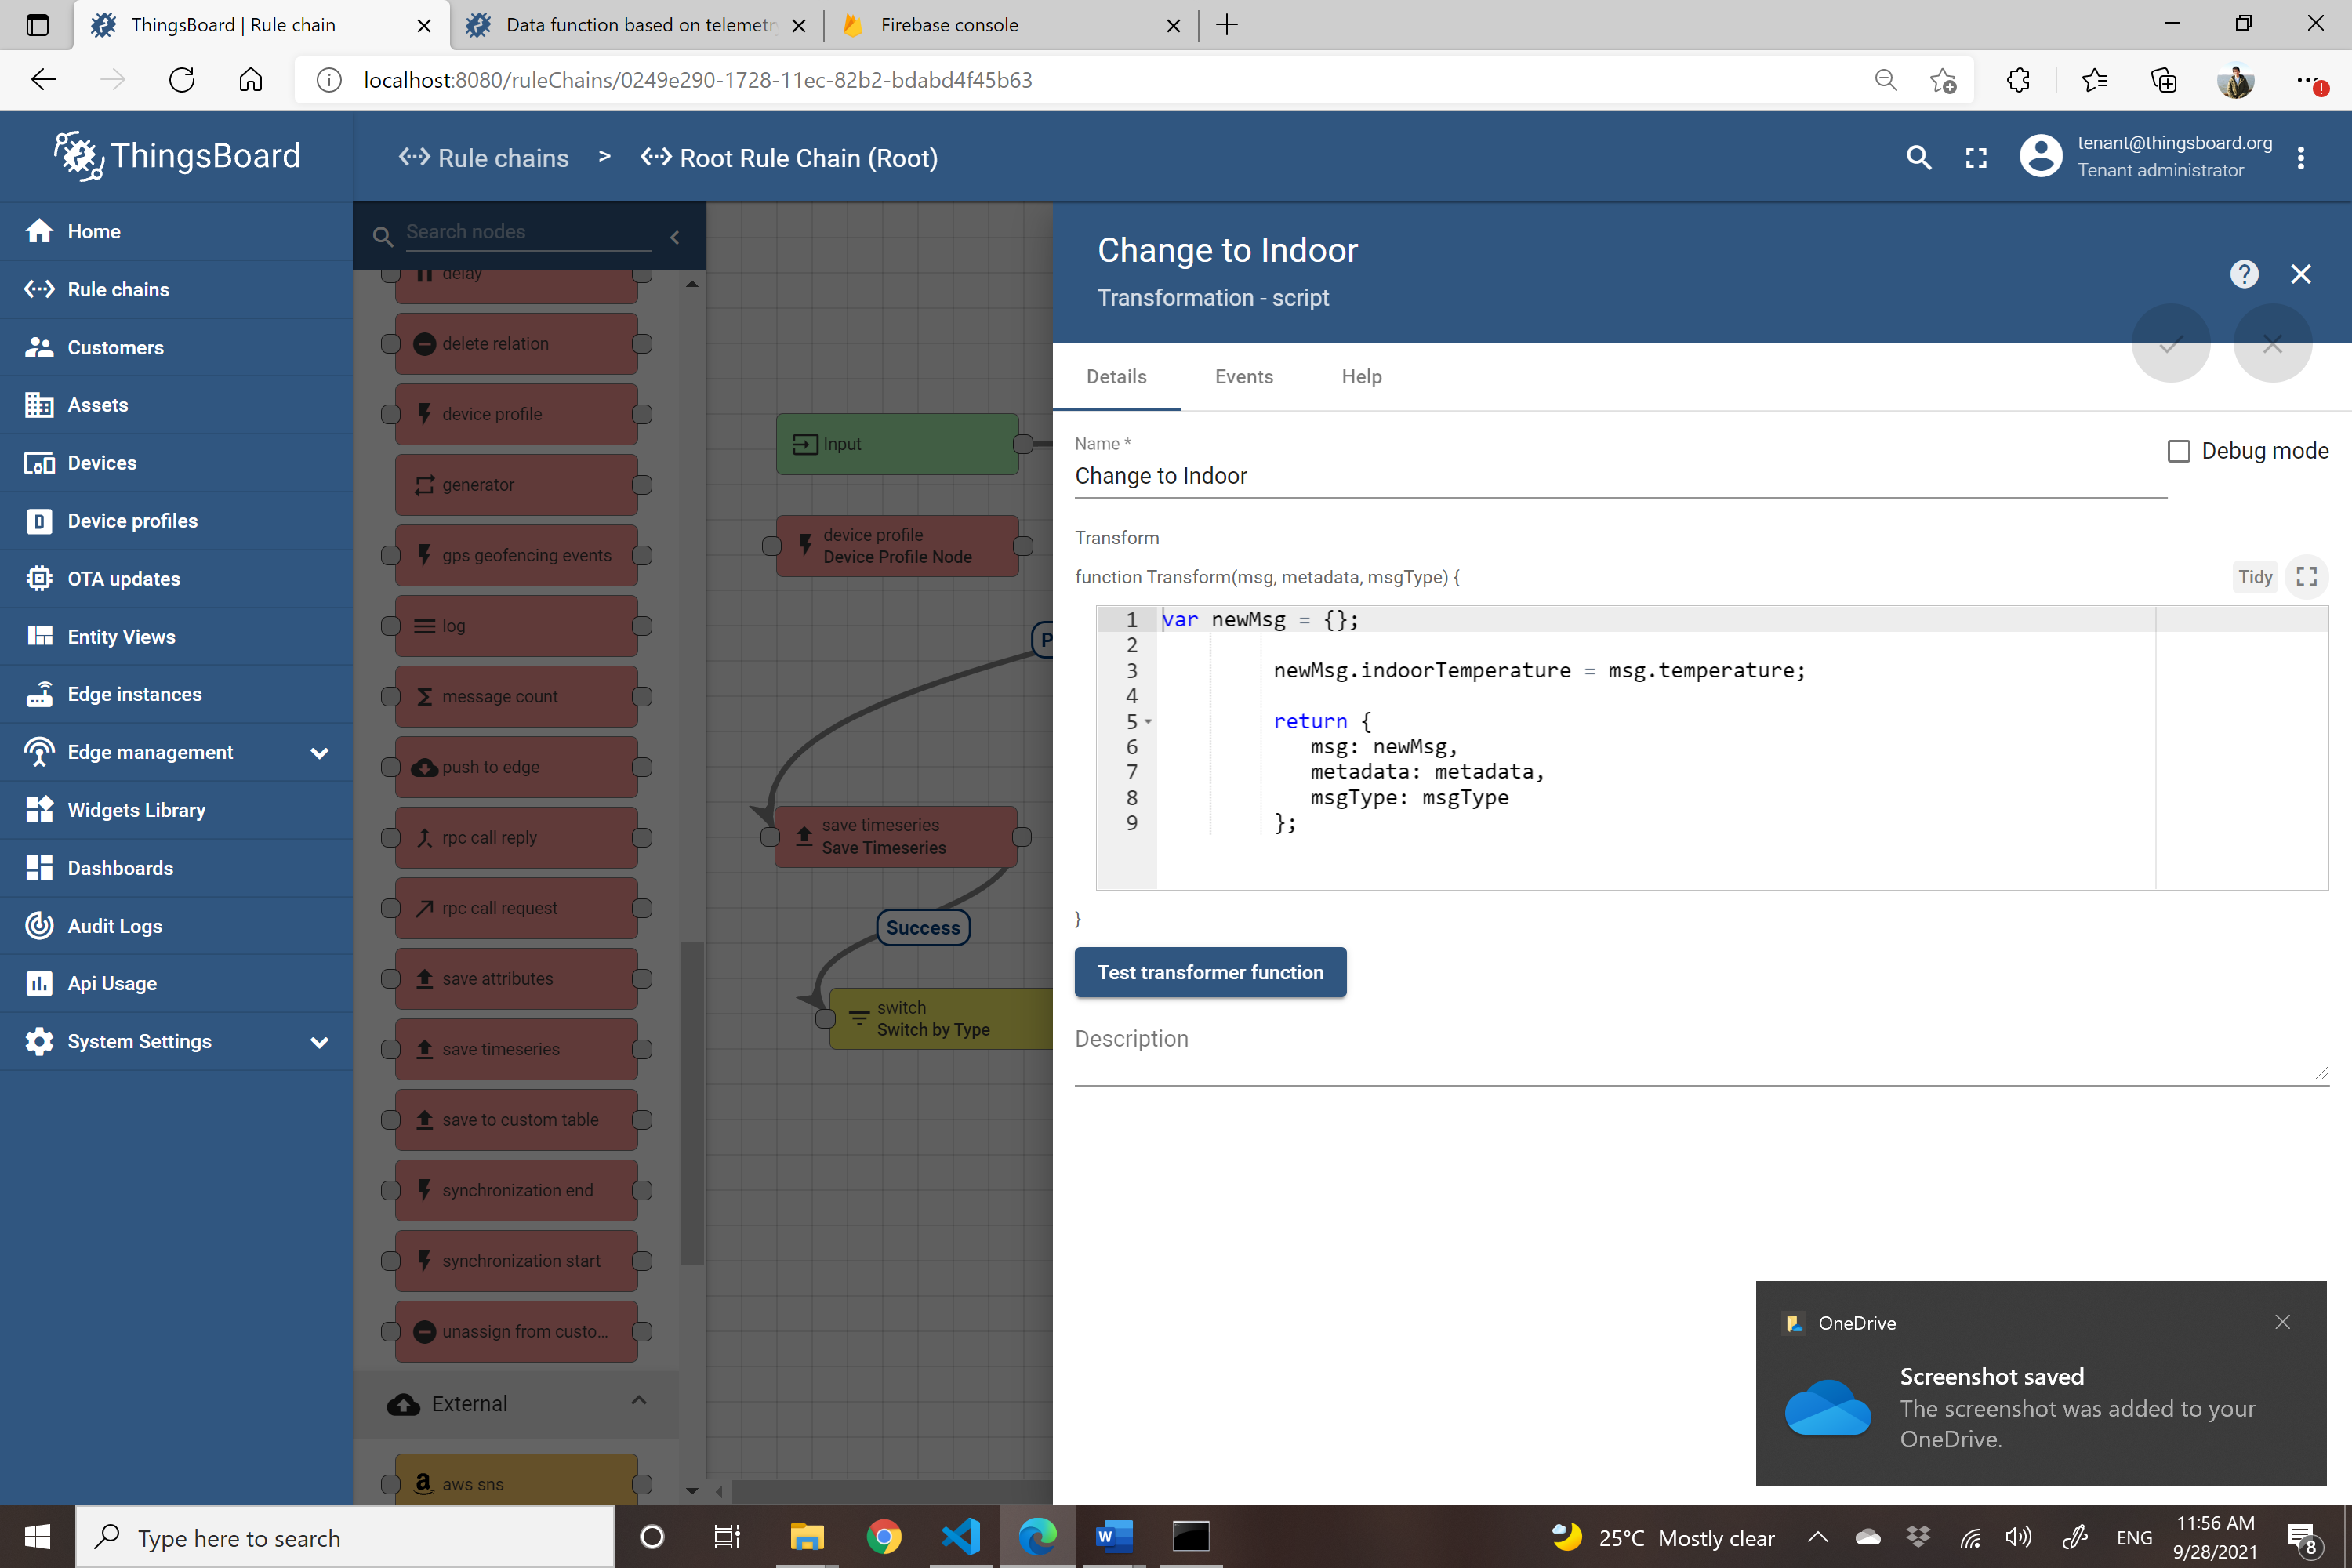 ThingsBoard | Rule chain
Data function based on telemetr
Firebase console
localhost:8080/ruleChains/0249e290-1728-11ec-82b2-bdabd4f45b63
ThingsBoard
Rule chains > Root Rule Chain (Root)
tenant@thingsboard.org
Tenant administrator
Home
Rule chains
Customers
Assets
Devices
Device profiles
OTA updates
Entity Views
Edge instances
Edge management
Widgets Library
Dashboards
Audit Logs
Api Usage
System Settings
Search nodes
delay
delete relation
device profile
generator
gps geofencing events
log
message count
push to edge
rpc call reply
rpc call request
save attributes
save timeseries
save to custom table
synchronization end
synchronization start
unassign from custo...
External
aws sns
Input
device profile
Device Profile Node
P
save timeseries
Save Timeseries
Success
switch
Switch by Type
Change to Indoor
Transformation - script
Details
Events
Help
Name *
Change to Indoor
Debug mode
Transform
function Transform(msg, metadata, msgType) {
Tidy
1 var newMsg = {};
2
3 newMsg.indoorTemperature = msg.temperature;
4
5 return {
6 msg: newMsg,
7 metadata: metadata,
8 msgType: msgType
9 };
}
Test transformer function
Description
OneDrive
Screenshot saved
The screenshot was added to your
OneDrive.
Type here to search
25°C Mostly clear
ENG
11:56 AM
9/28/2021
8